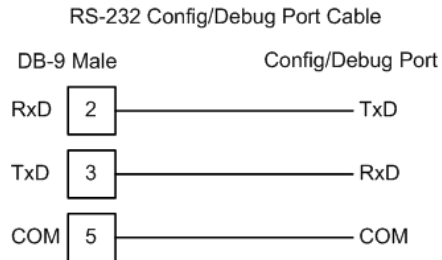 RS-232 Config/Debug Port Cable
DB-9 Male Config/Debug Port
RxD 2 TxD
TxD 3 RxD
COM 5 COM